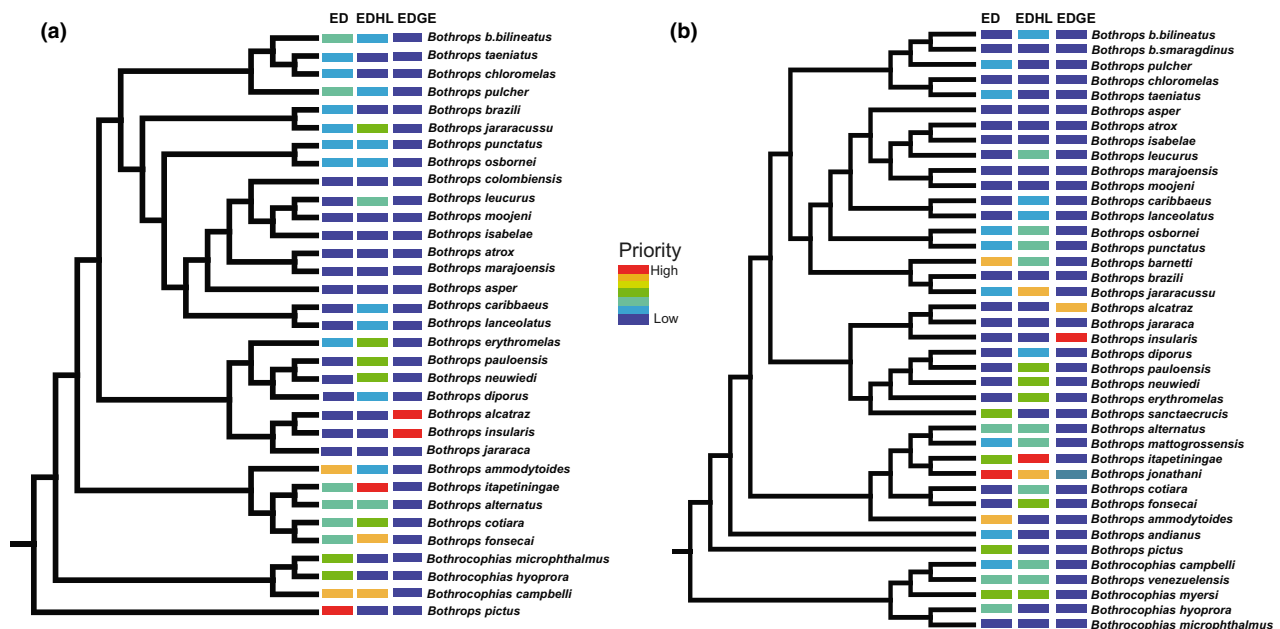 (a)
ED EDHL EDGE
Bothrops b.bilineatus
Bothrops taeniatus
Bothrops chloromelas
Bothrops pulcher
Bothrops brazili
Bothrops jararacussu
Bothrops punctatus
Bothrops osbornei
Bothrops colombiensis
Bothrops leucurus
Bothrops moojeni
Bothrops isabelae
Bothrops atrox
Bothrops marajoensis
Bothrops asper
Bothrops caribbaeus
Bothrops lanceolatus
Bothrops erythromelas
Bothrops pauloensis
Bothrops neuwiedi
Bothrops diporus
Bothrops alcatraz
Bothrops insularis
Bothrops jararaca
Bothrops ammodytoides
Bothrops itapetiningae
Bothrops alternatus
Bothrops cotiara
Bothrops fonsecai
Bothrocophias microphthalmus
Bothrocophias hyoprora
Bothrocophias campbelli
Bothrops pictus
Priority
High
Low
(b)
ED EDHL EDGE
Bothrops b.bilineatus
Bothrops b.smaragdinus
Bothrops pulcher
Bothrops chloromelas
Bothrops taeniatus
Bothrops asper
Bothrops atrox
Bothrops isabelae
Bothrops leucurus
Bothrops marajoensis
Bothrops moojeni
Bothrops caribbaeus
Bothrops lanceolatus
Bothrops osbornei
Bothrops punctatus
Bothrops barnetti
Bothrops brazili
Bothrops jararacussu
Bothrops alcatraz
Bothrops jararaca
Bothrops insularis
Bothrops diporus
Bothrops pauloensis
Bothrops neuwiedi
Bothrops erythromelas
Bothrops sanctaecrucis
Bothrops alternatus
Bothrops mattogrossensis
Bothrops itapetiningae
Bothrops jonathani
Bothrops cotiara
Bothrops fonsecai
Bothrops ammodytoides
Bothrops andianus
Bothrops pictus
Bothrocophias campbelli
Bothrops venezuelensis
Bothrocophias myersi
Bothrocophias hyoprora
Bothrocophias microphthalmus